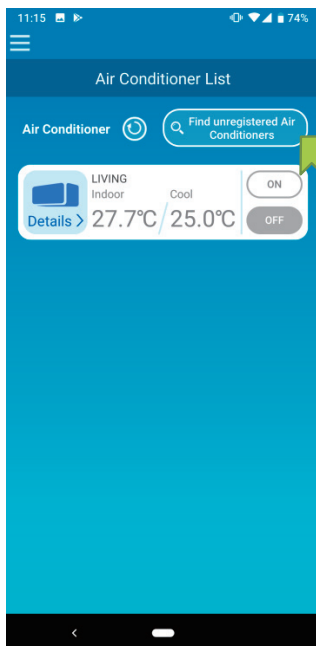 11:15 74%
Air Conditioner List
Air Conditioner
Find unregistered Air
Conditioners
LIVING
Indoor Cool
27.7℃ 25.0℃
Details >
ON
OFF